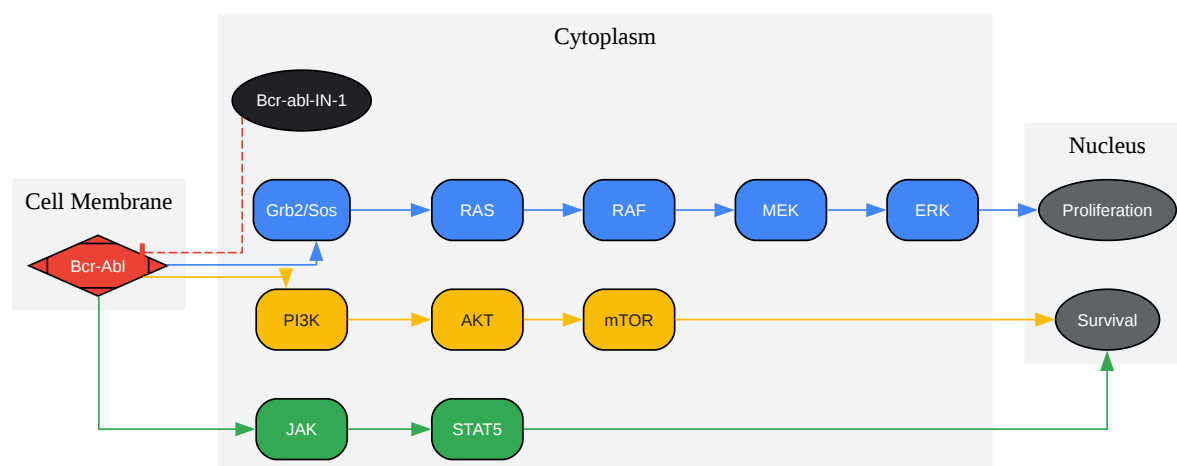 Cytoplasm
Bcr-abl-IN-1
Nucleus
Cell Membrane
Grb2/Sos
RAS
RAF
MEK
ERK
Proliferation
Bcr-Abl
PI3K
AKT
mTOR
Survival
JAK
STAT5